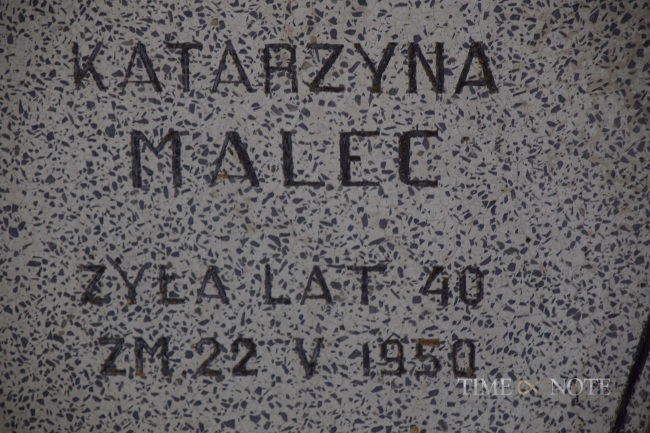 KATARZYNA
MALEC
ŻYŁA LAT 40
ZM 22 V 1950
TIME NOTE